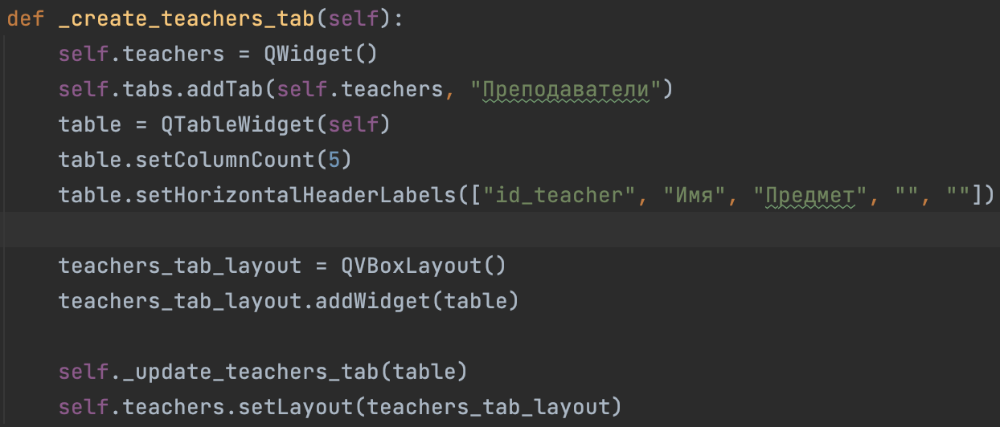 def _create_teachers_tab(self):
    self.teachers = QWidget()
    self.tabs.addTab(self.teachers, "Преподаватели")
    table = QTableWidget(self)
    table.setColumnCount(5)
    table.setHorizontalHeaderLabels(["id_teacher", "Имя", "Предмет", "", ""])
    teachers_tab_layout = QVBoxLayout()
    teachers_tab_layout.addWidget(table)
    self._update_teachers_tab(table)
    self.teachers.setLayout(teachers_tab_layout)